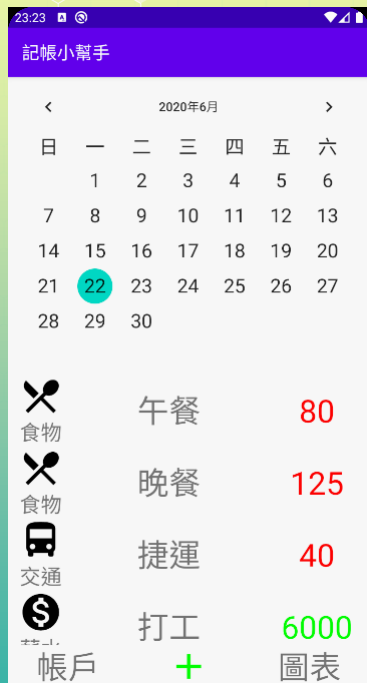 23:23
記帳小幫手
2020年6月
日 一 二 三 四 五 六
1 2 3 4 5 6
7 8 9 10 11 12 13
14 15 16 17 18 19 20
21 22 23 24 25 26 27
28 29 30
食物 午餐 80
食物 晚餐 125
交通 捷運 40
打工 6000
帳戶 + 圖表